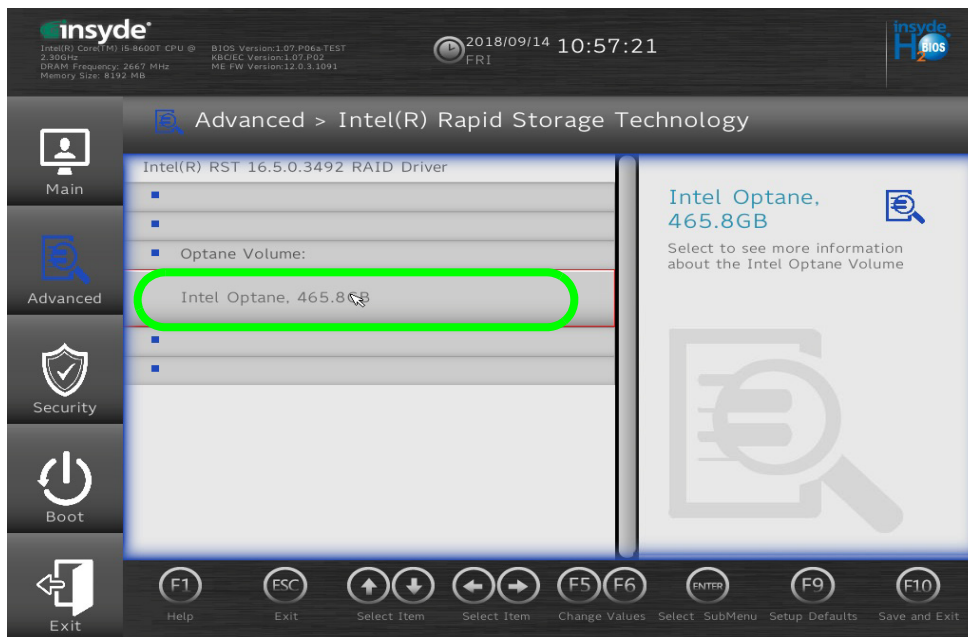 insyde
Intel(R) Core(TM) i5-8600T CPU @
2.30GHz
DRAM Frequency: 2667 MHz
Memory Size: 8192 MB
BIOS Version:1.07.P06a TEST
KBC/EC Version:1.07.P02
ME FW Version:12.0.3.1091
2018/09/14 10:57:21
FRI
insyde
H2O BIOS
Advanced > Intel(R) Rapid Storage Technology
Main
Advanced
Security
Boot
Exit
Intel(R) RST 16.5.0.3492 RAID Driver
Optane Volume:
Intel Optane, 465.8GB
Intel Optane,
465.8GB
Select to see more information
about the Intel Optane Volume
F1
Help
ESC
Exit
Select Item
Select Item
F5 F6
Change Values
ENTER
Select SubMenu
F9
Setup Defaults
F10
Save and Exit